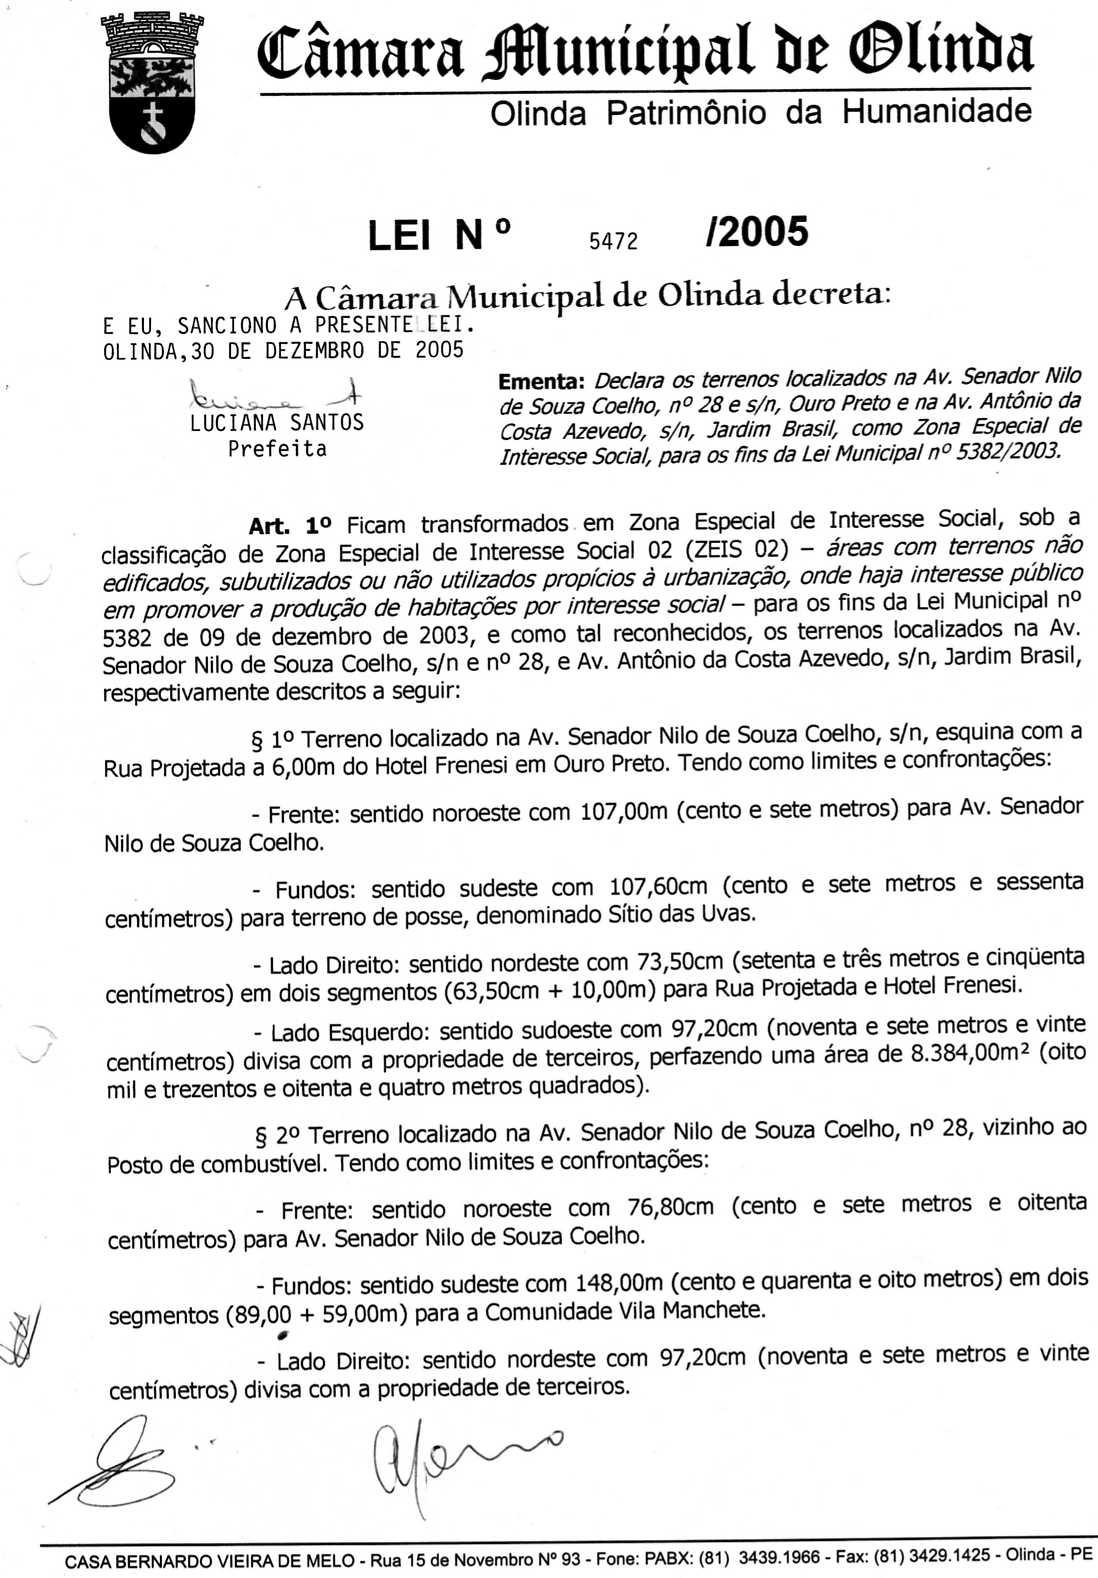 Câmara Municipal de Olinda
Olinda Patrimônio da Humanidade
LEI Nº 5472 /2005
A Câmara Municipal de Olinda decreta:
E EU, SANCIONO A PRESENTE LEI.
OLINDA,30 DE DEZEMBRO DE 2005
LUCIANA SANTOS
Prefeita
Ementa: Declara os terrenos localizados na Av. Senador Nilo
de Souza Coelho, nº 28 e s/n, Ouro Preto e na Av. Antônio da
Costa Azevedo, s/n, Jardim Brasil, como Zona Especial de
Interesse Social, para os fins da Lei Municipal nº 5382/2003.
Art. 1º Ficam transformados em Zona Especial de Interesse Social, sob a
classificação de Zona Especial de Interesse Social 02 (ZEIS 02) – áreas com terrenos não
edificados, subutilizados ou não utilizados propícios à urbanização, onde haja interesse público
em promover a produção de habitações por interesse social – para os fins da Lei Municipal nº
5382 de 09 de dezembro de 2003, e como tal reconhecidos, os terrenos localizados na Av.
Senador Nilo de Souza Coelho, s/n e nº 28, e Av. Antônio da Costa Azevedo, s/n, Jardim Brasil,
respectivamente descritos a seguir:
§ 1º Terreno localizado na Av. Senador Nilo de Souza Coelho, s/n, esquina com a
Rua Projetada a 6,00m do Hotel Frenesi em Ouro Preto. Tendo como limites e confrontações:
- Frente: sentido noroeste com 107,00m (cento e sete metros) para Av. Senador
Nilo de Souza Coelho.
- Fundos: sentido sudeste com 107,60cm (cento e sete metros e sessenta
centímetros) para terreno de posse, denominado Sítio das Uvas.
- Lado Direito: sentido nordeste com 73,50cm (setenta e três metros e cinqüenta
centímetros) em dois segmentos (63,50cm + 10,00m) para Rua Projetada e Hotel Frenesi.
- Lado Esquerdo: sentido sudoeste com 97,20cm (noventa e sete metros e vinte
centímetros) divisa com a propriedade de terceiros, perfazendo uma área de 8.384,00m² (oito
mil e trezentos e oitenta e quatro metros quadrados).
§ 2º Terreno localizado na Av. Senador Nilo de Souza Coelho, nº 28, vizinho ao
Posto de combustível. Tendo como limites e confrontações:
- Frente: sentido noroeste com 76,80cm (cento e sete metros e oitenta
centímetros) para Av. Senador Nilo de Souza Coelho.
- Fundos: sentido sudeste com 148,00m (cento e quarenta e oito metros) em dois
segmentos (89,00 + 59,00m) para a Comunidade Vila Manchete.
- Lado Direito: sentido nordeste com 97,20cm (noventa e sete metros e vinte
centímetros) divisa com a propriedade de terceiros.
CASA BERNARDO VIEIRA DE MELO - Rua 15 de Novembro Nº 93 - Fone: PABX: (81) 3439.1966 - Fax: (81) 3429.1425 - Olinda - PE